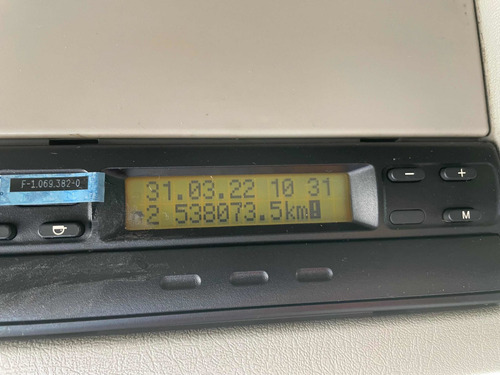 F-1.069.382-0
31.03.22 10 31
2 538073.5km!
- +
M